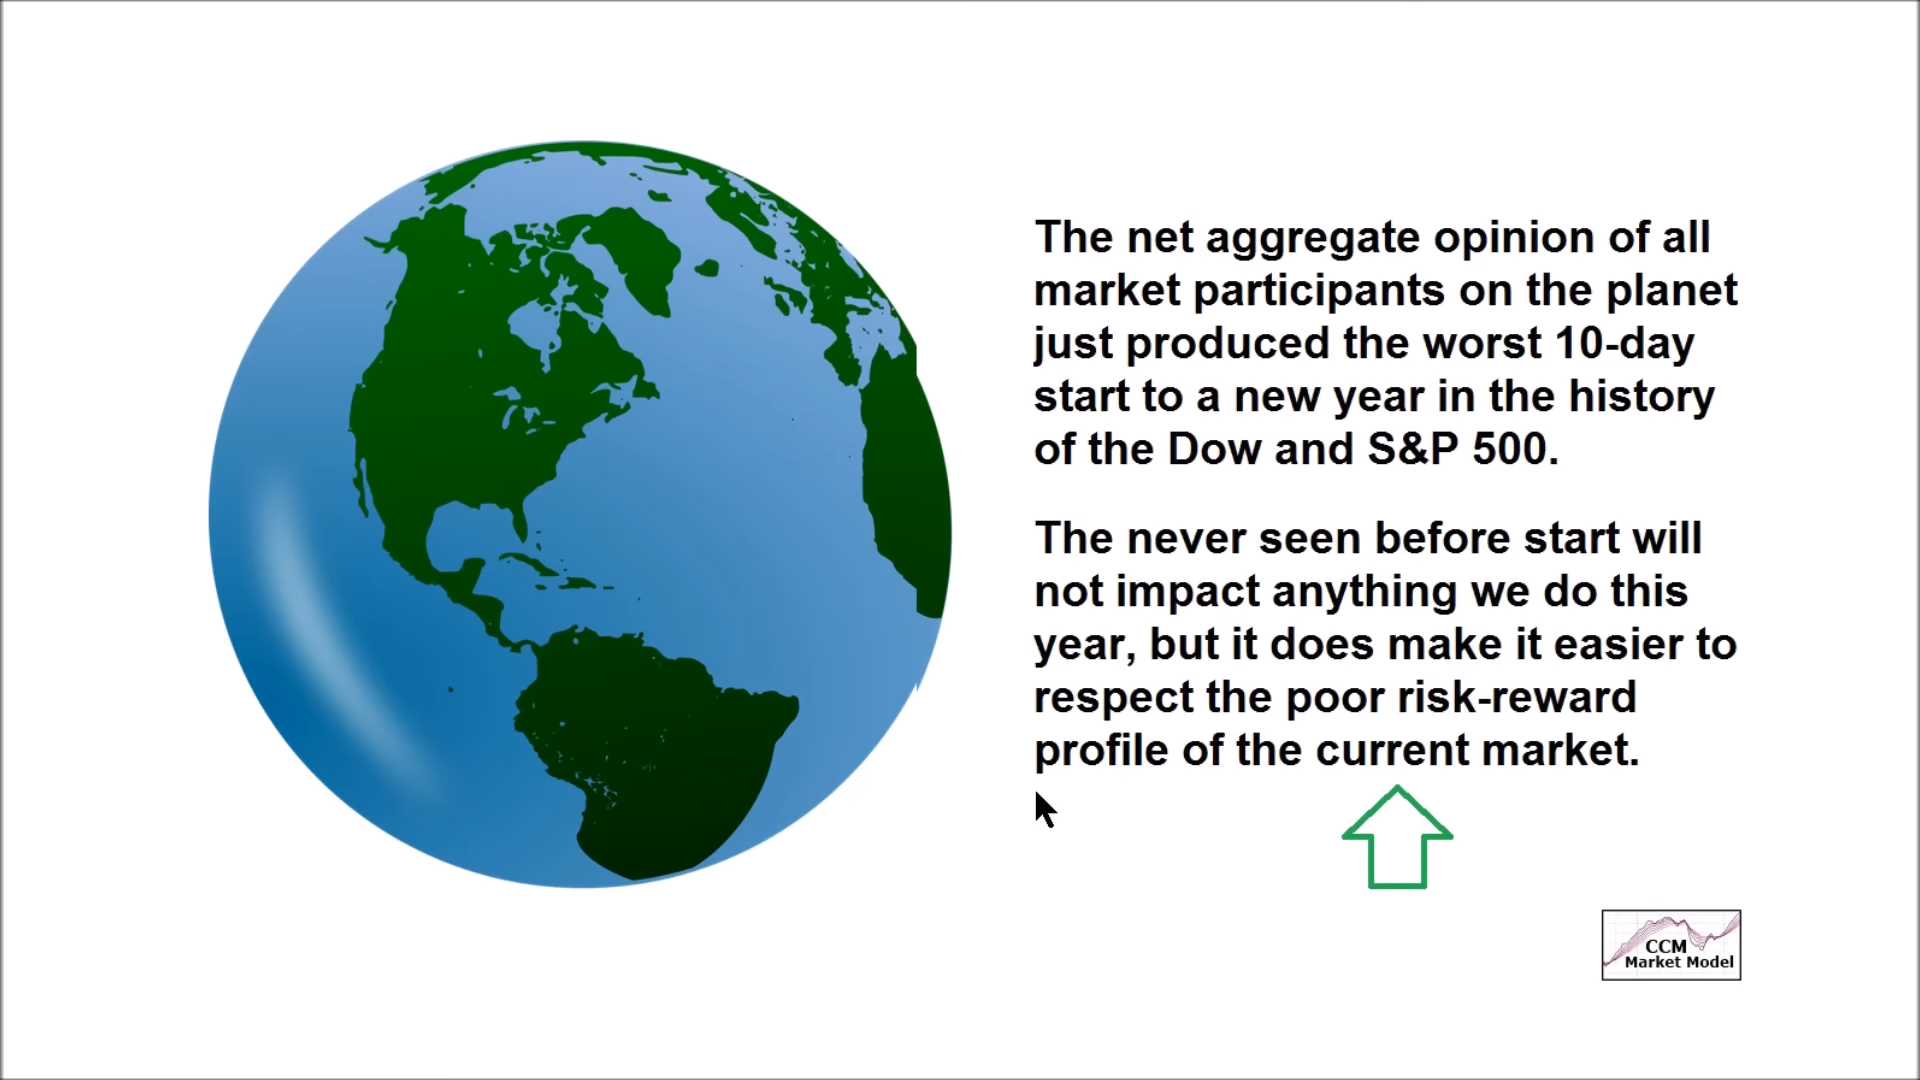 The net aggregate opinion of all
market participants on the planet
just produced the worst 10-day
start to a new year in the history
of the Dow and S&P 500.
The never seen before start will
not impact anything we do this
year, but it does make it easier to
respect the poor risk-reward
profile of the current market.
CCM
Market Model